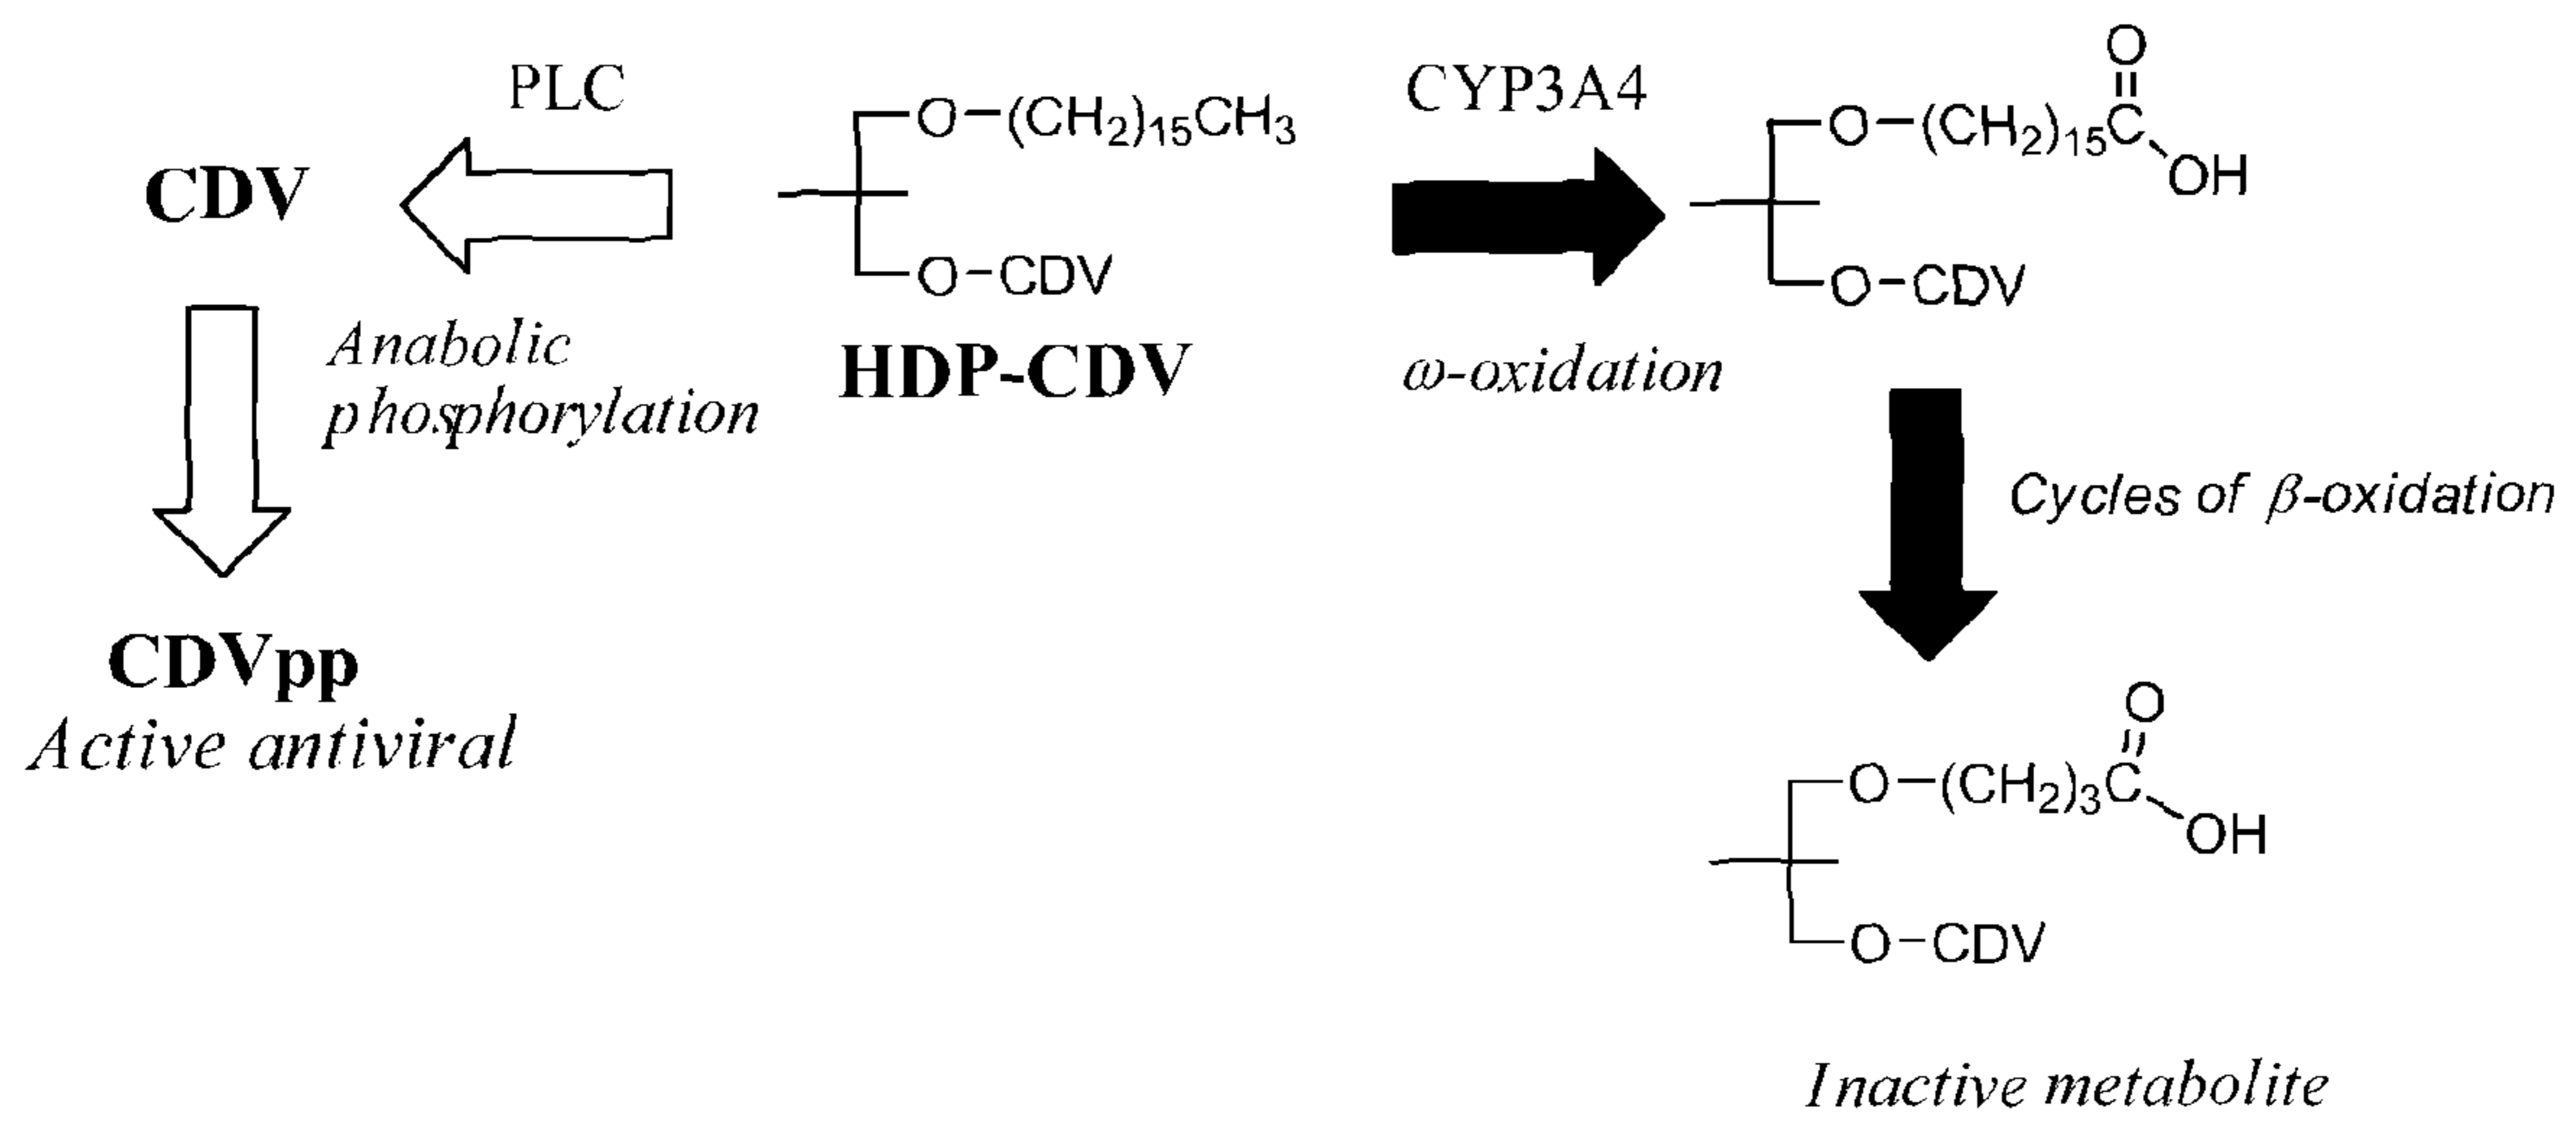 PLC
CDV
Anabolic
phosphorylation
CDVpp
Active antiviral
O-(CH2)15CH3
O-CDV
HDP-CDV
CYP3A4
ω-oxidation
O
O-(CH2)15C
OH
O-CDV
Cycles of β-oxidation
O
O-(CH2)3C
OH
O-CDV
Inactive metabolite